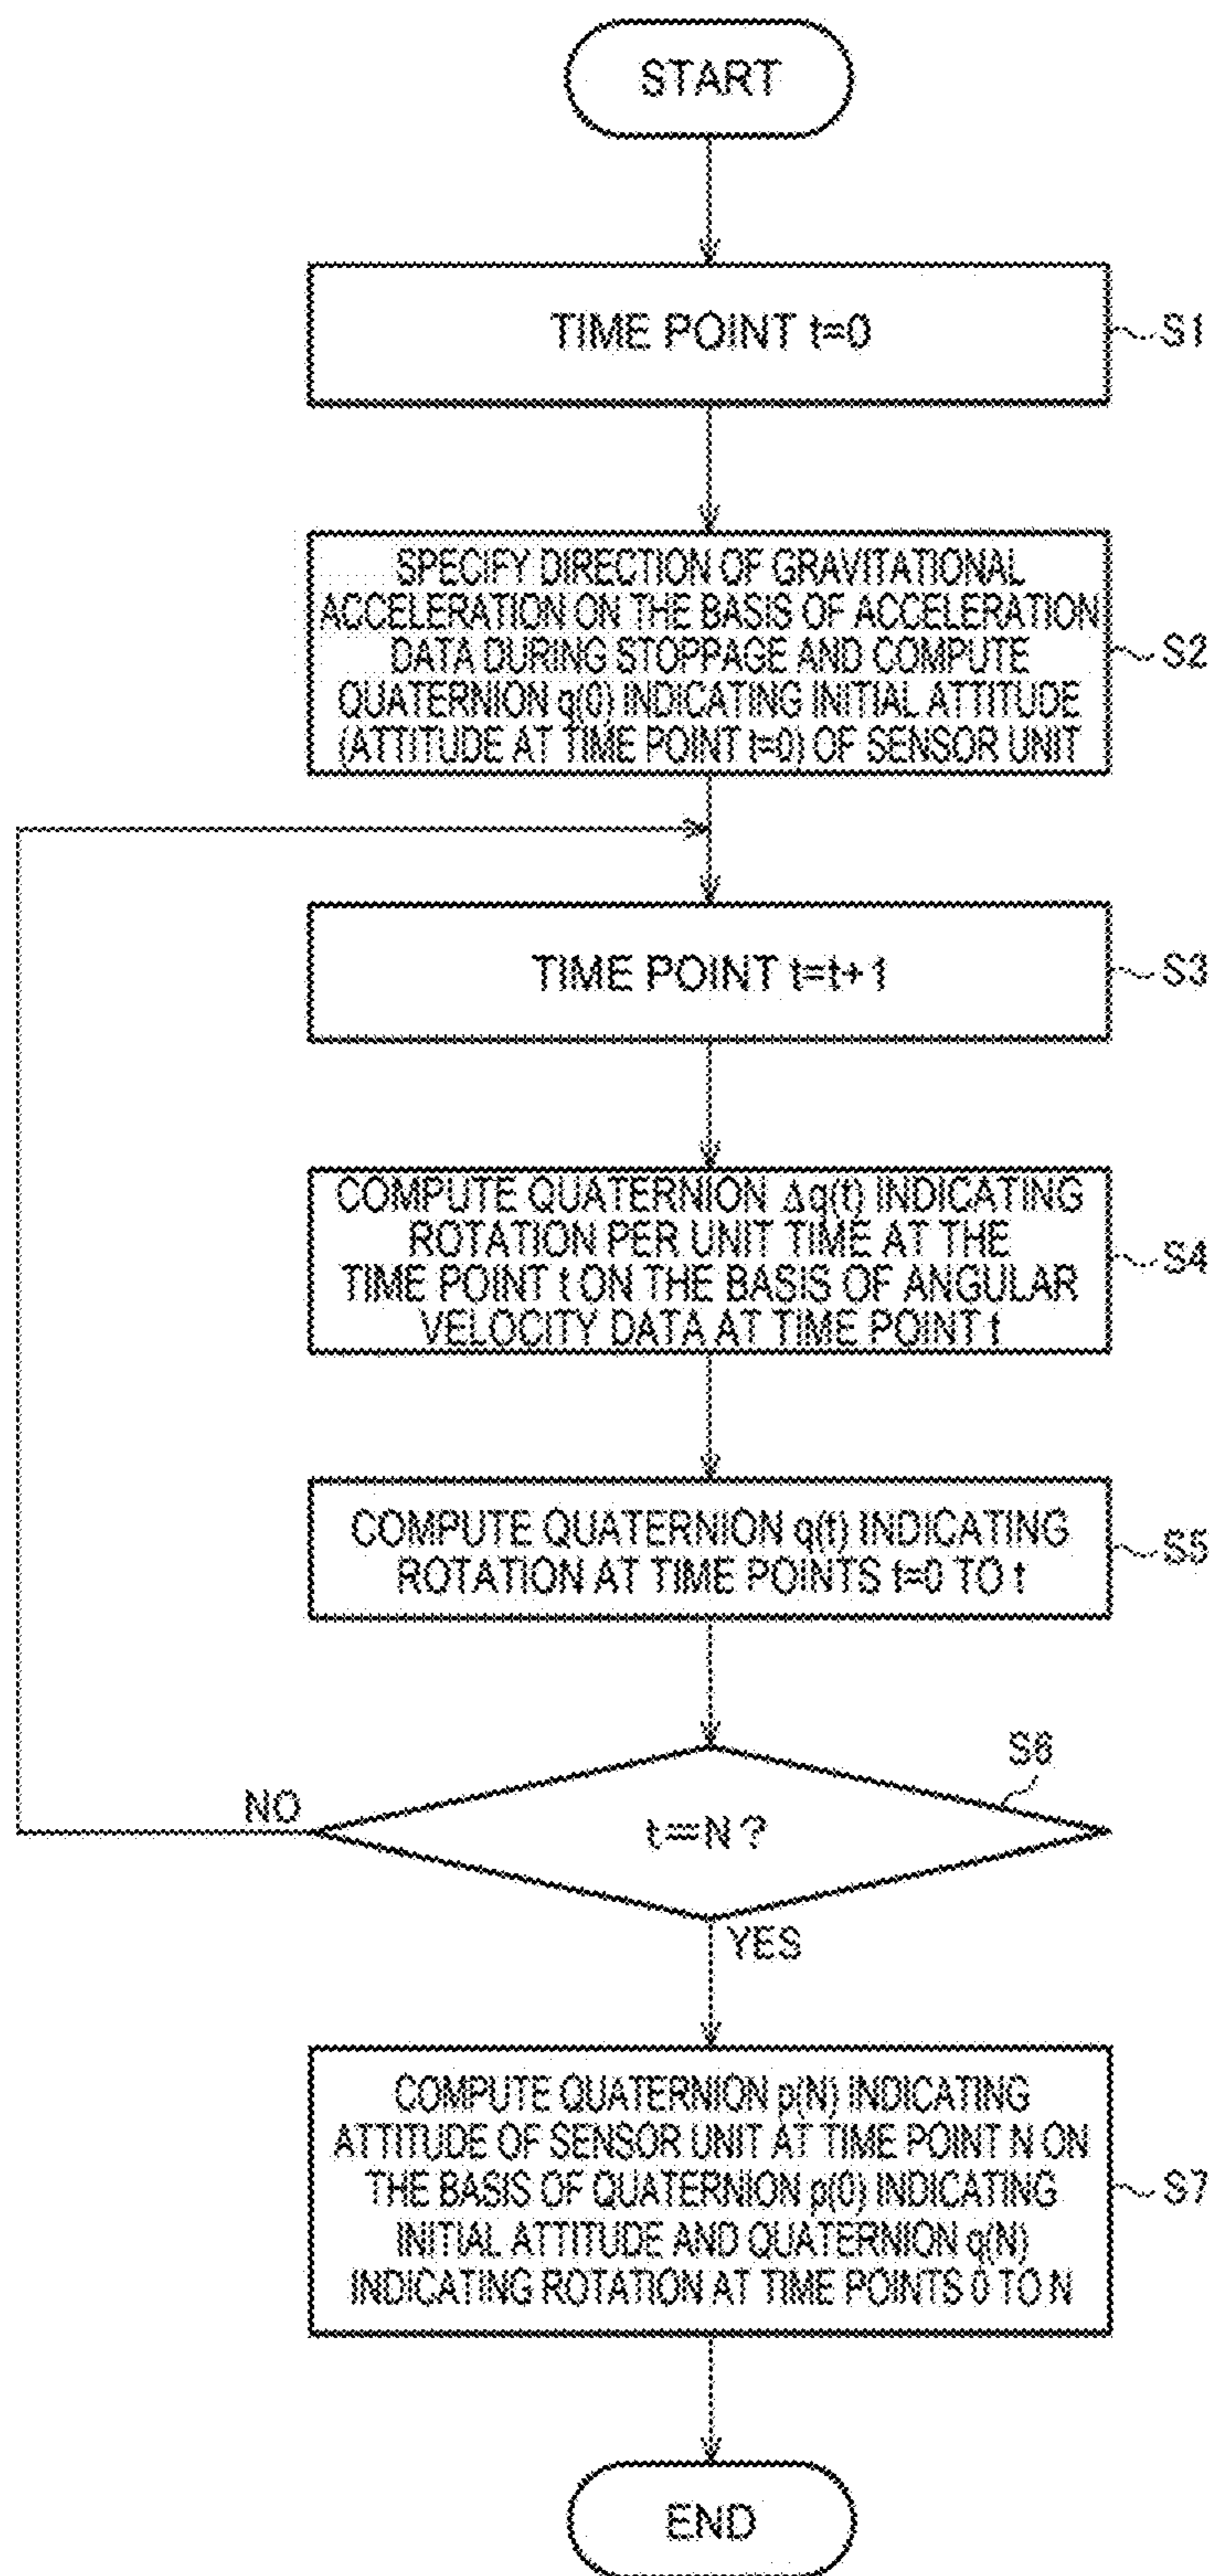 START
TIME POINT t=0
S1
SPECIFY DIRECTION OF GRAVITATIONAL
ACCELERATION ON THE BASIS OF ACCELERATION
DATA DURING STOPPAGE AND COMPUTE
QUATERNION q(0) INDICATING INITIAL ATTITUDE
(ATTITUDE AT TIME POINT t=0) OF SENSOR UNIT
S2
TIME POINT t=t+1
S3
COMPUTE QUATERNION Δq(t) INDICATING
ROTATION PER UNIT TIME AT THE
TIME POINT t ON THE BASIS OF ANGULAR
VELOCITY DATA AT TIME POINT t
S4
COMPUTE QUATERNION q(t) INDICATING
ROTATION AT TIME POINTS t=0 TO t
S5
S6
NO
t=N?
YES
COMPUTE QUATERNION p(N) INDICATING
ATTITUDE OF SENSOR UNIT AT TIME POINT N ON
THE BASIS OF QUATERNION p(0) INDICATING
INITIAL ATTITUDE AND QUATERNION q(N)
INDICATING ROTATION AT TIME POINTS 0 TO N
S7
END